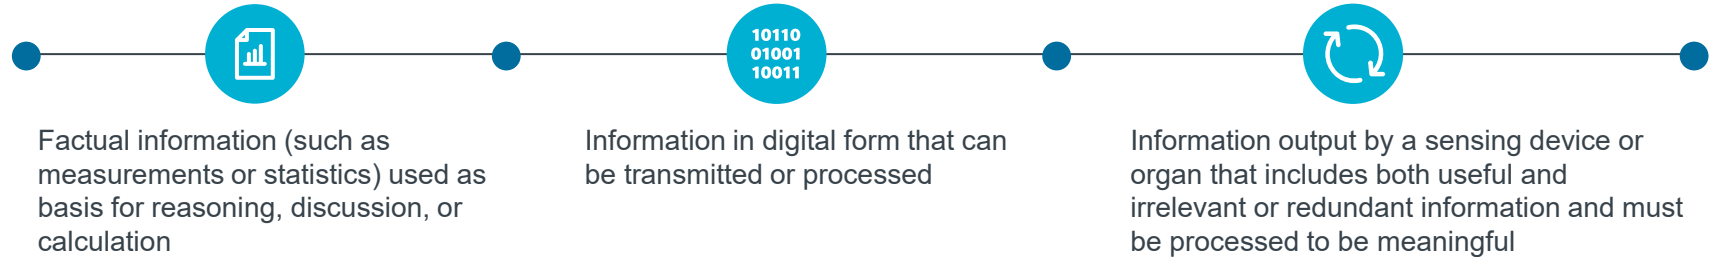 10110
01001
10011
Factual information (such as
measurements or statistics) used as
basis for reasoning, discussion, or
calculation
Information in digital form that can
be transmitted or processed
Information output by a sensing device or
organ that includes both useful and
irrelevant or redundant information and must
be processed to be meaningful